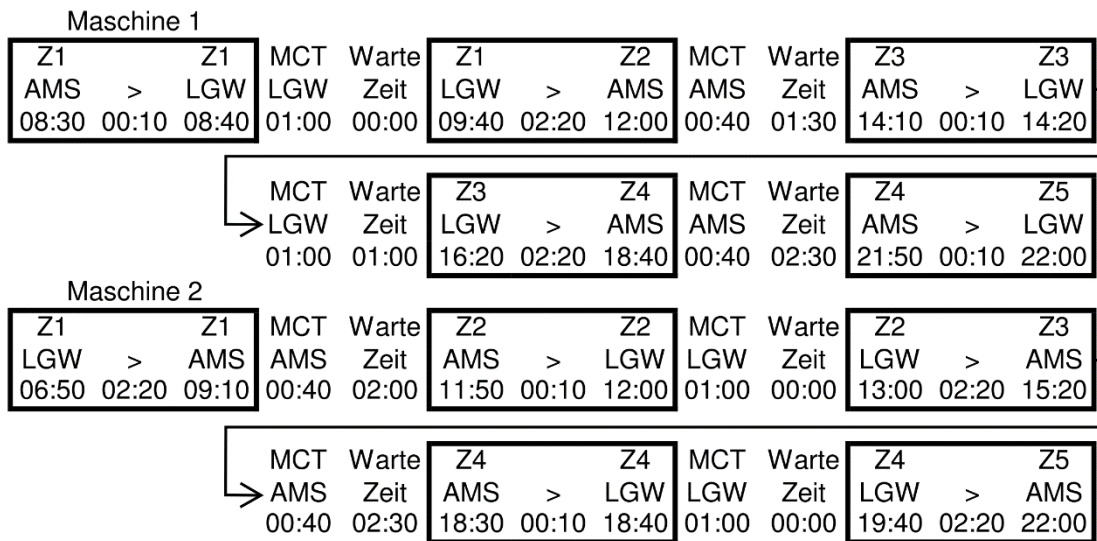 Maschine 1
Z1 Z1 MCT Warte Z1 Z2 MCT Warte Z3 Z3
AMS > LGW LGW Zeit LGW > AMS AMS Zeit AMS > LGW
08:30 00:10 08:40 01:00 00:00 09:40 02:20 12:00 00:40 01:30 14:10 00:10 14:20
MCT Warte Z3 Z4 MCT Warte Z4 Z5
LGW Zeit LGW > AMS AMS Zeit AMS > LGW
01:00 01:00 16:20 02:20 18:40 00:40 02:30 21:50 00:10 22:00
Maschine 2
Z1 Z1 MCT Warte Z2 Z2 MCT Warte Z2 Z3
LGW > AMS AMS Zeit AMS > LGW LGW Zeit LGW > AMS
06:50 02:20 09:10 00:40 02:00 11:50 00:10 12:00 01:00 00:00 13:00 02:20 15:20
MCT Warte Z4 Z4 MCT Warte Z4 Z5
AMS Zeit AMS > LGW LGW Zeit LGW > AMS
00:40 02:30 18:30 00:10 18:40 01:00 00:00 19:40 02:20 22:00